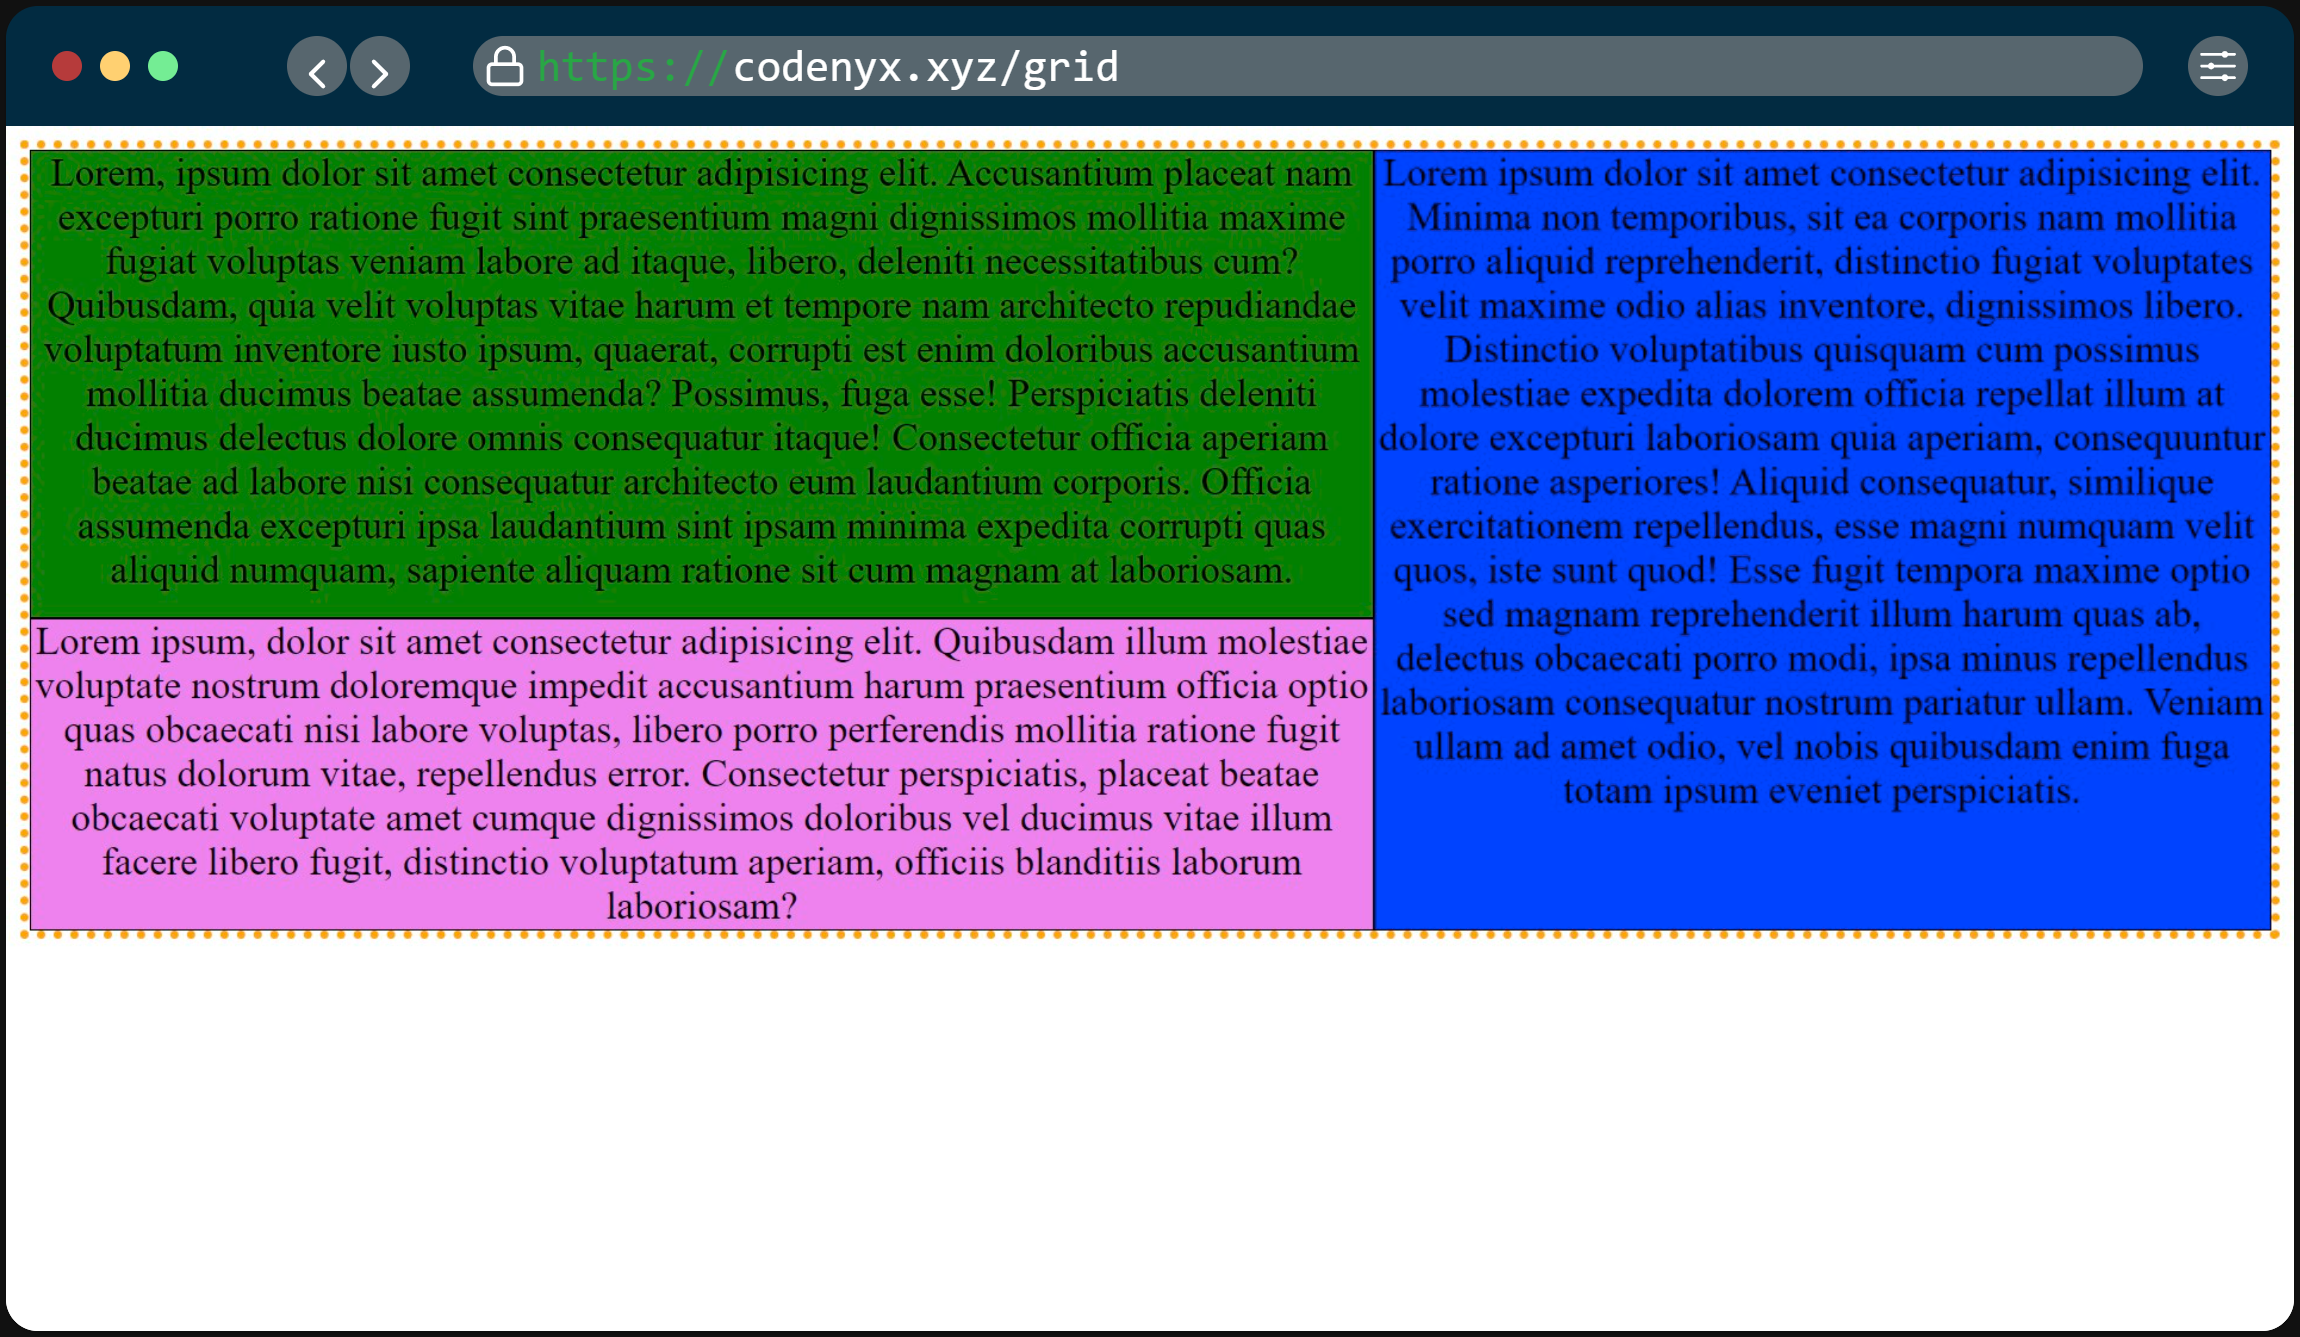 https://codenyx.xyz/grid
Lorem, ipsum dolor sit amet consectetur adipisicing elit. Accusantium placeat nam
excepturi porro ratione fugit sint praesentium magni dignissimos mollitia maxime
fugiat voluptas veniam labore ad itaque, libero, deleniti necessitatibus cum?
Quibusdam, quia velit voluptas vitae harum et tempore nam architecto repudiandae
voluptatum inventore iusto ipsum, quaerat, corrupti est enim doloribus accusantium
mollitia ducimus beatae assumenda? Possimus, fuga esse! Perspiciatis deleniti
ducimus delectus dolore omnis consequatur itaque! Consectetur officia aperiam
beatae ad labore nisi consequatur architecto eum laudantium corporis. Officia
assumenda excepturi ipsa laudantium sint ipsam minima expedita corrupti quas
aliquid numquam, sapiente aliquam ratione sit cum magnam at laboriosam.
Lorem ipsum, dolor sit amet consectetur adipisicing elit. Quibusdam illum molestiae
voluptate nostrum doloremque impedit accusantium harum praesentium officia optio
quas obcaecati nisi labore voluptas, libero porro perferendis mollitia ratione fugit
natus dolorum vitae, repellendus error. Consectetur perspiciatis, placeat beatae
obcaecati voluptate amet cumque dignissimos doloribus vel ducimus vitae illum
facere libero fugit, distinctio voluptatum aperiam, officiis blanditiis laborum
laboriosam?
Lorem ipsum dolor sit amet consectetur adipisicing elit.
Minima non temporibus, sit ea corporis nam mollitia
porro aliquid reprehenderit, distinctio fugiat voluptates
velit maxime odio alias inventore, dignissimos libero.
Distinctio voluptatibus quisquam cum possimus
molestiae expedita dolorem officia repellat illum at
dolore excepturi laboriosam quia aperiam, consequuntur
ratione asperiores! Aliquid consequatur, similique
exercitationem repellendus, esse magni numquam velit
quos, iste sunt quod! Esse fugit tempora maxime optio
sed magnam reprehenderit illum harum quas ab,
delectus obcaecati porro modi, ipsa minus repellendus
laboriosam consequatur nostrum pariatur ullam. Veniam
ullam ad amet odio, vel nobis quibusdam enim fuga
totam ipsum eveniet perspiciatis.